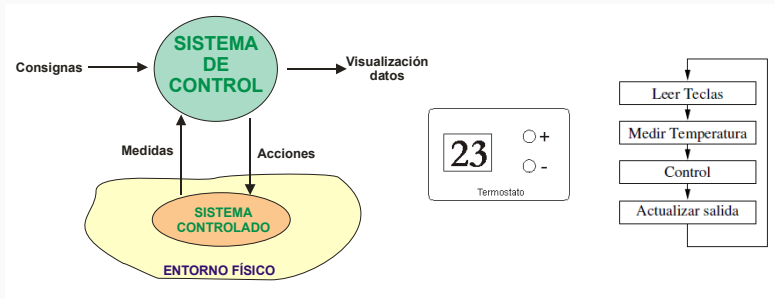 SISTEMA
DE
CONTROL
Consignas
Visualización
datos
Medidas
Acciones
SISTEMA
CONTROLADO
ENTORNO FÍSICO
23
+
-
Termostato
Leer Teclas
Medir Temperatura
Control
Actualizar salida